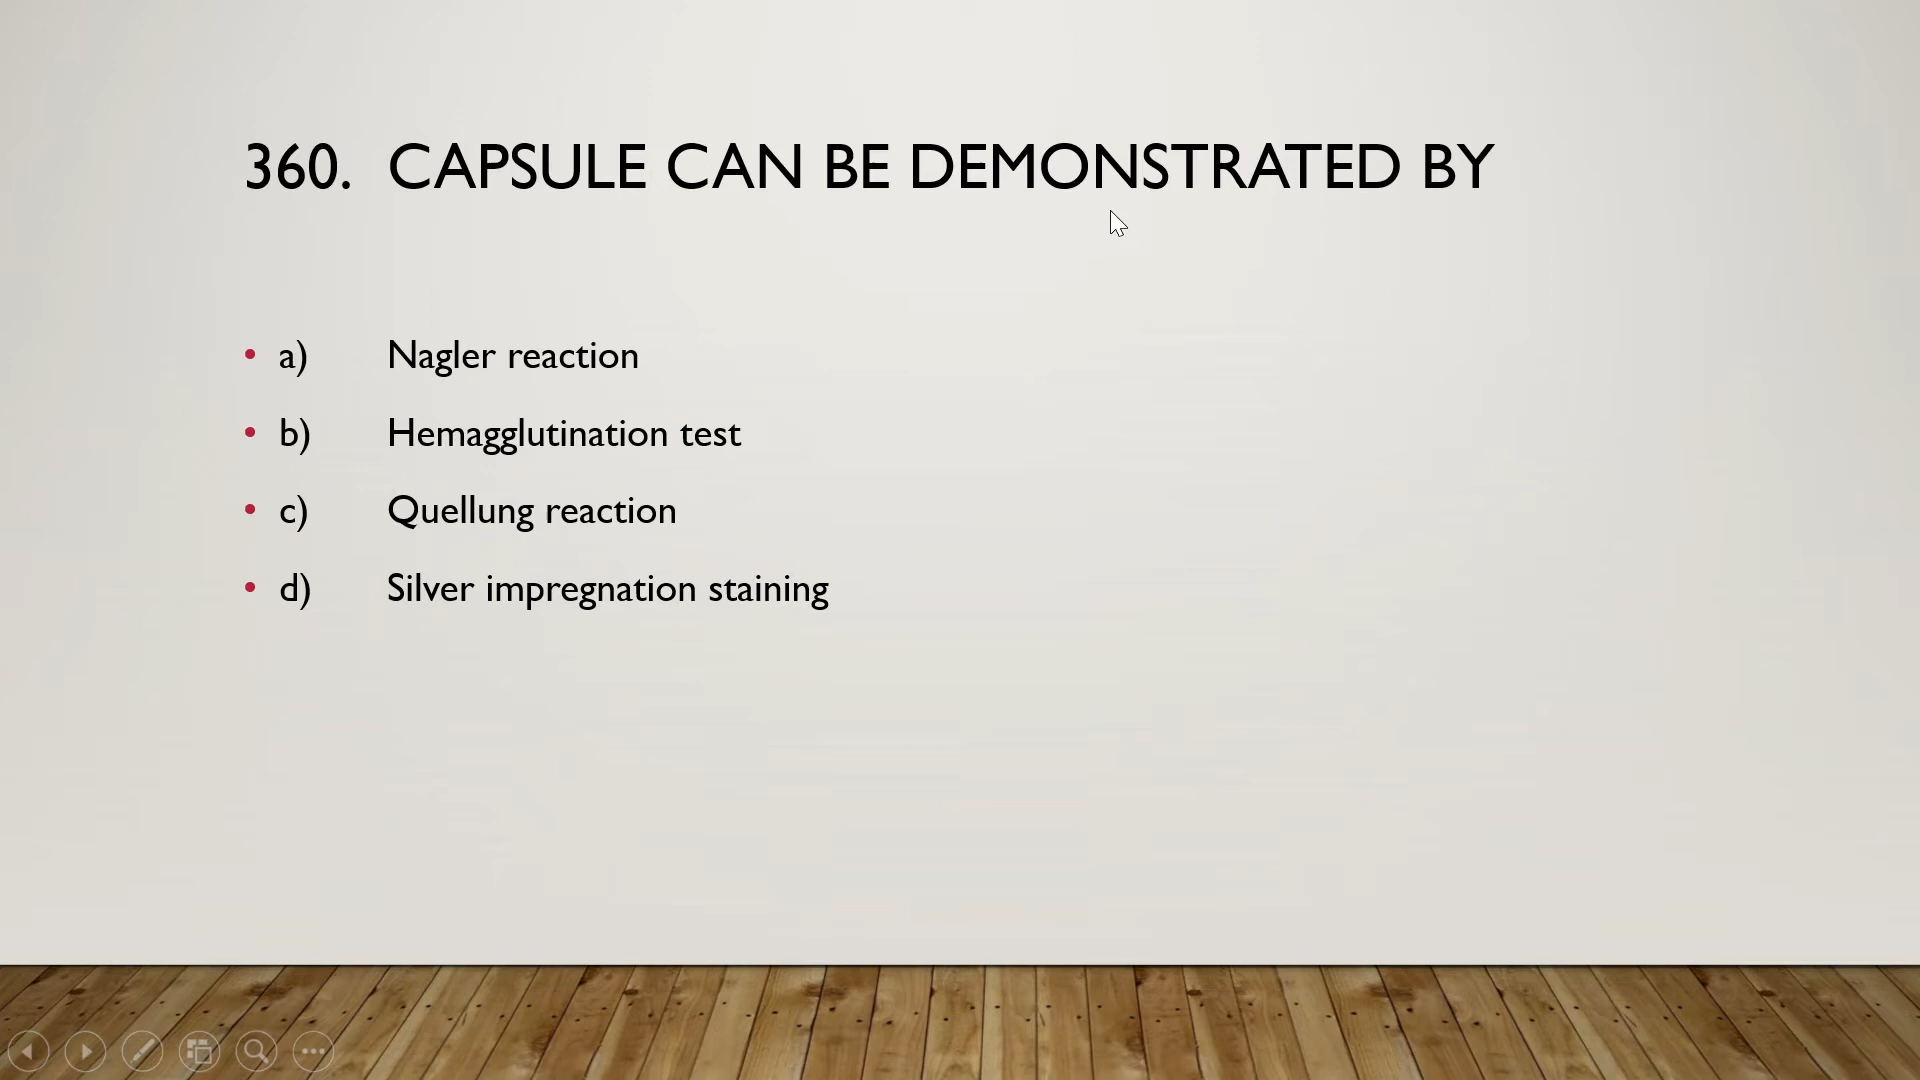 360. CAPSULE CAN BE DEMONSTRATED BY
• a) Nagler reaction
• b) Hemagglutination test
• c) Quellung reaction
• d) Silver impregnation staining